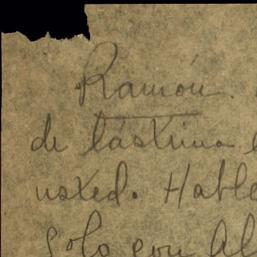 Ramón.
de lástima
usted. Hable
solo con Al